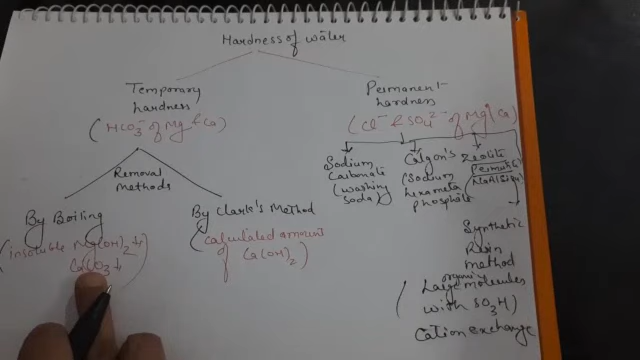 Hardness of water
Temporary
hardness
(HCO3⁻ of Mg & Ca)
Removal
Methods
By Boiling
(insoluble Mg(OH)2↓
CaCO3↓)
By Clark's Method
(calculated amount
of Ca(OH)2)
Permanent
hardness
(Cl⁻ & SO4²⁻ of Mg & Ca)
Sodium
Carbonate
(washing
soda)
Calgon's
(Sodium
hexameta
phosphate
Zeolite
Permutit
Synthetic
Resin
method
(Large organic molecules
with SO3H)
Cation exchange